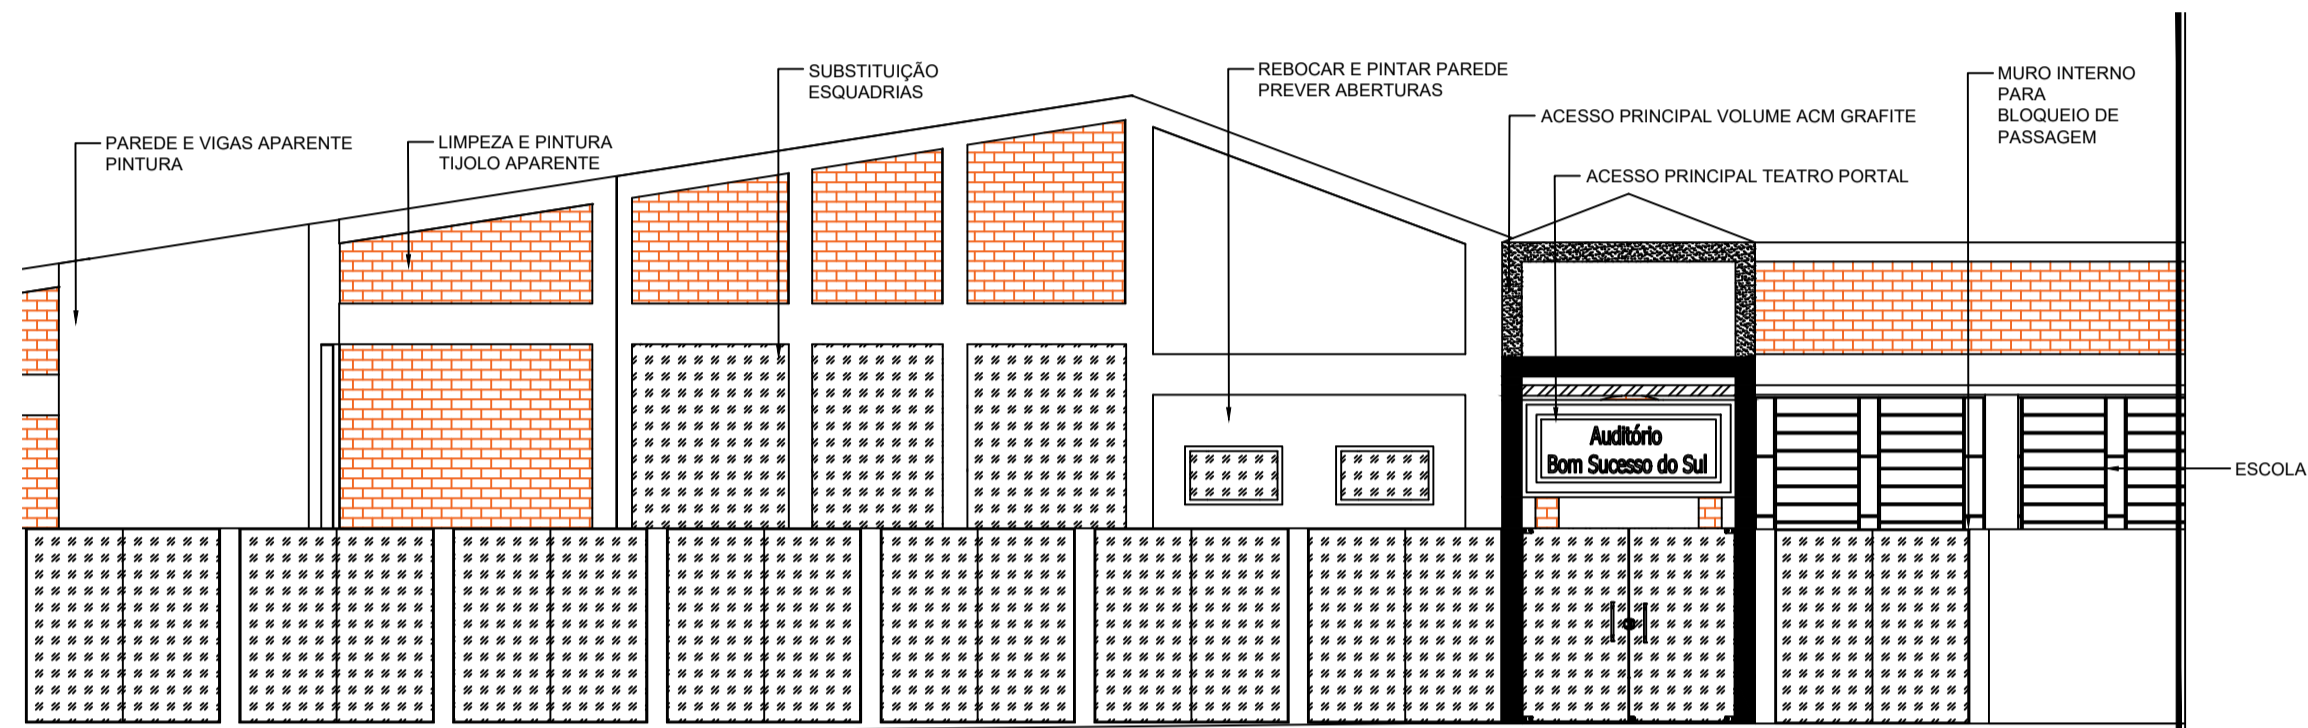 PAREDE E VIGAS APARENTE
PINTURA
LIMPEZA E PINTURA
TIJOLO APARENTE
SUBSTITUIÇÃO
ESQUADRIAS
REBOCAR E PINTAR PAREDE
PREVER ABERTURAS
ACESSO PRINCIPAL VOLUME ACM GRAFITE
ACESSO PRINCIPAL TEATRO PORTAL
MURO INTERNO
PARA
BLOQUEIO DE
PASSAGEM
Auditório
Bom Sucesso do Sul
ESCOLA